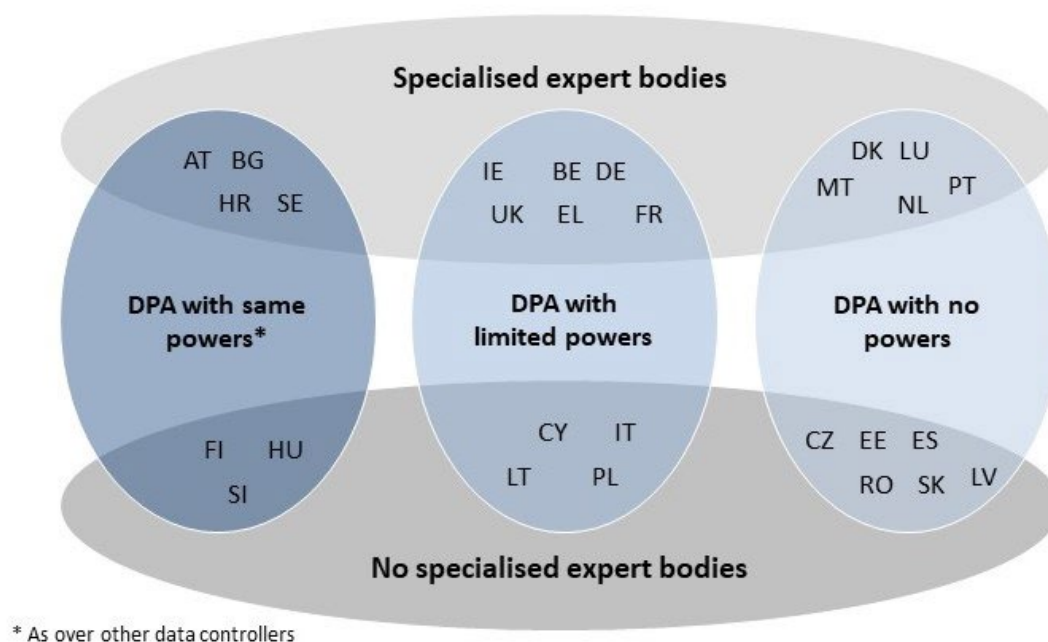 Specialised expert bodies
AT BG
HR SE
IE BE DE
UK EL FR
DK LU
MT PT
NL
DPA with same
powers*
DPA with
limited powers
DPA with no
powers
FI HU
SI
CY IT
LT PL
CZ EE ES
RO SK LV
No specialised expert bodies
* As over other data controllers